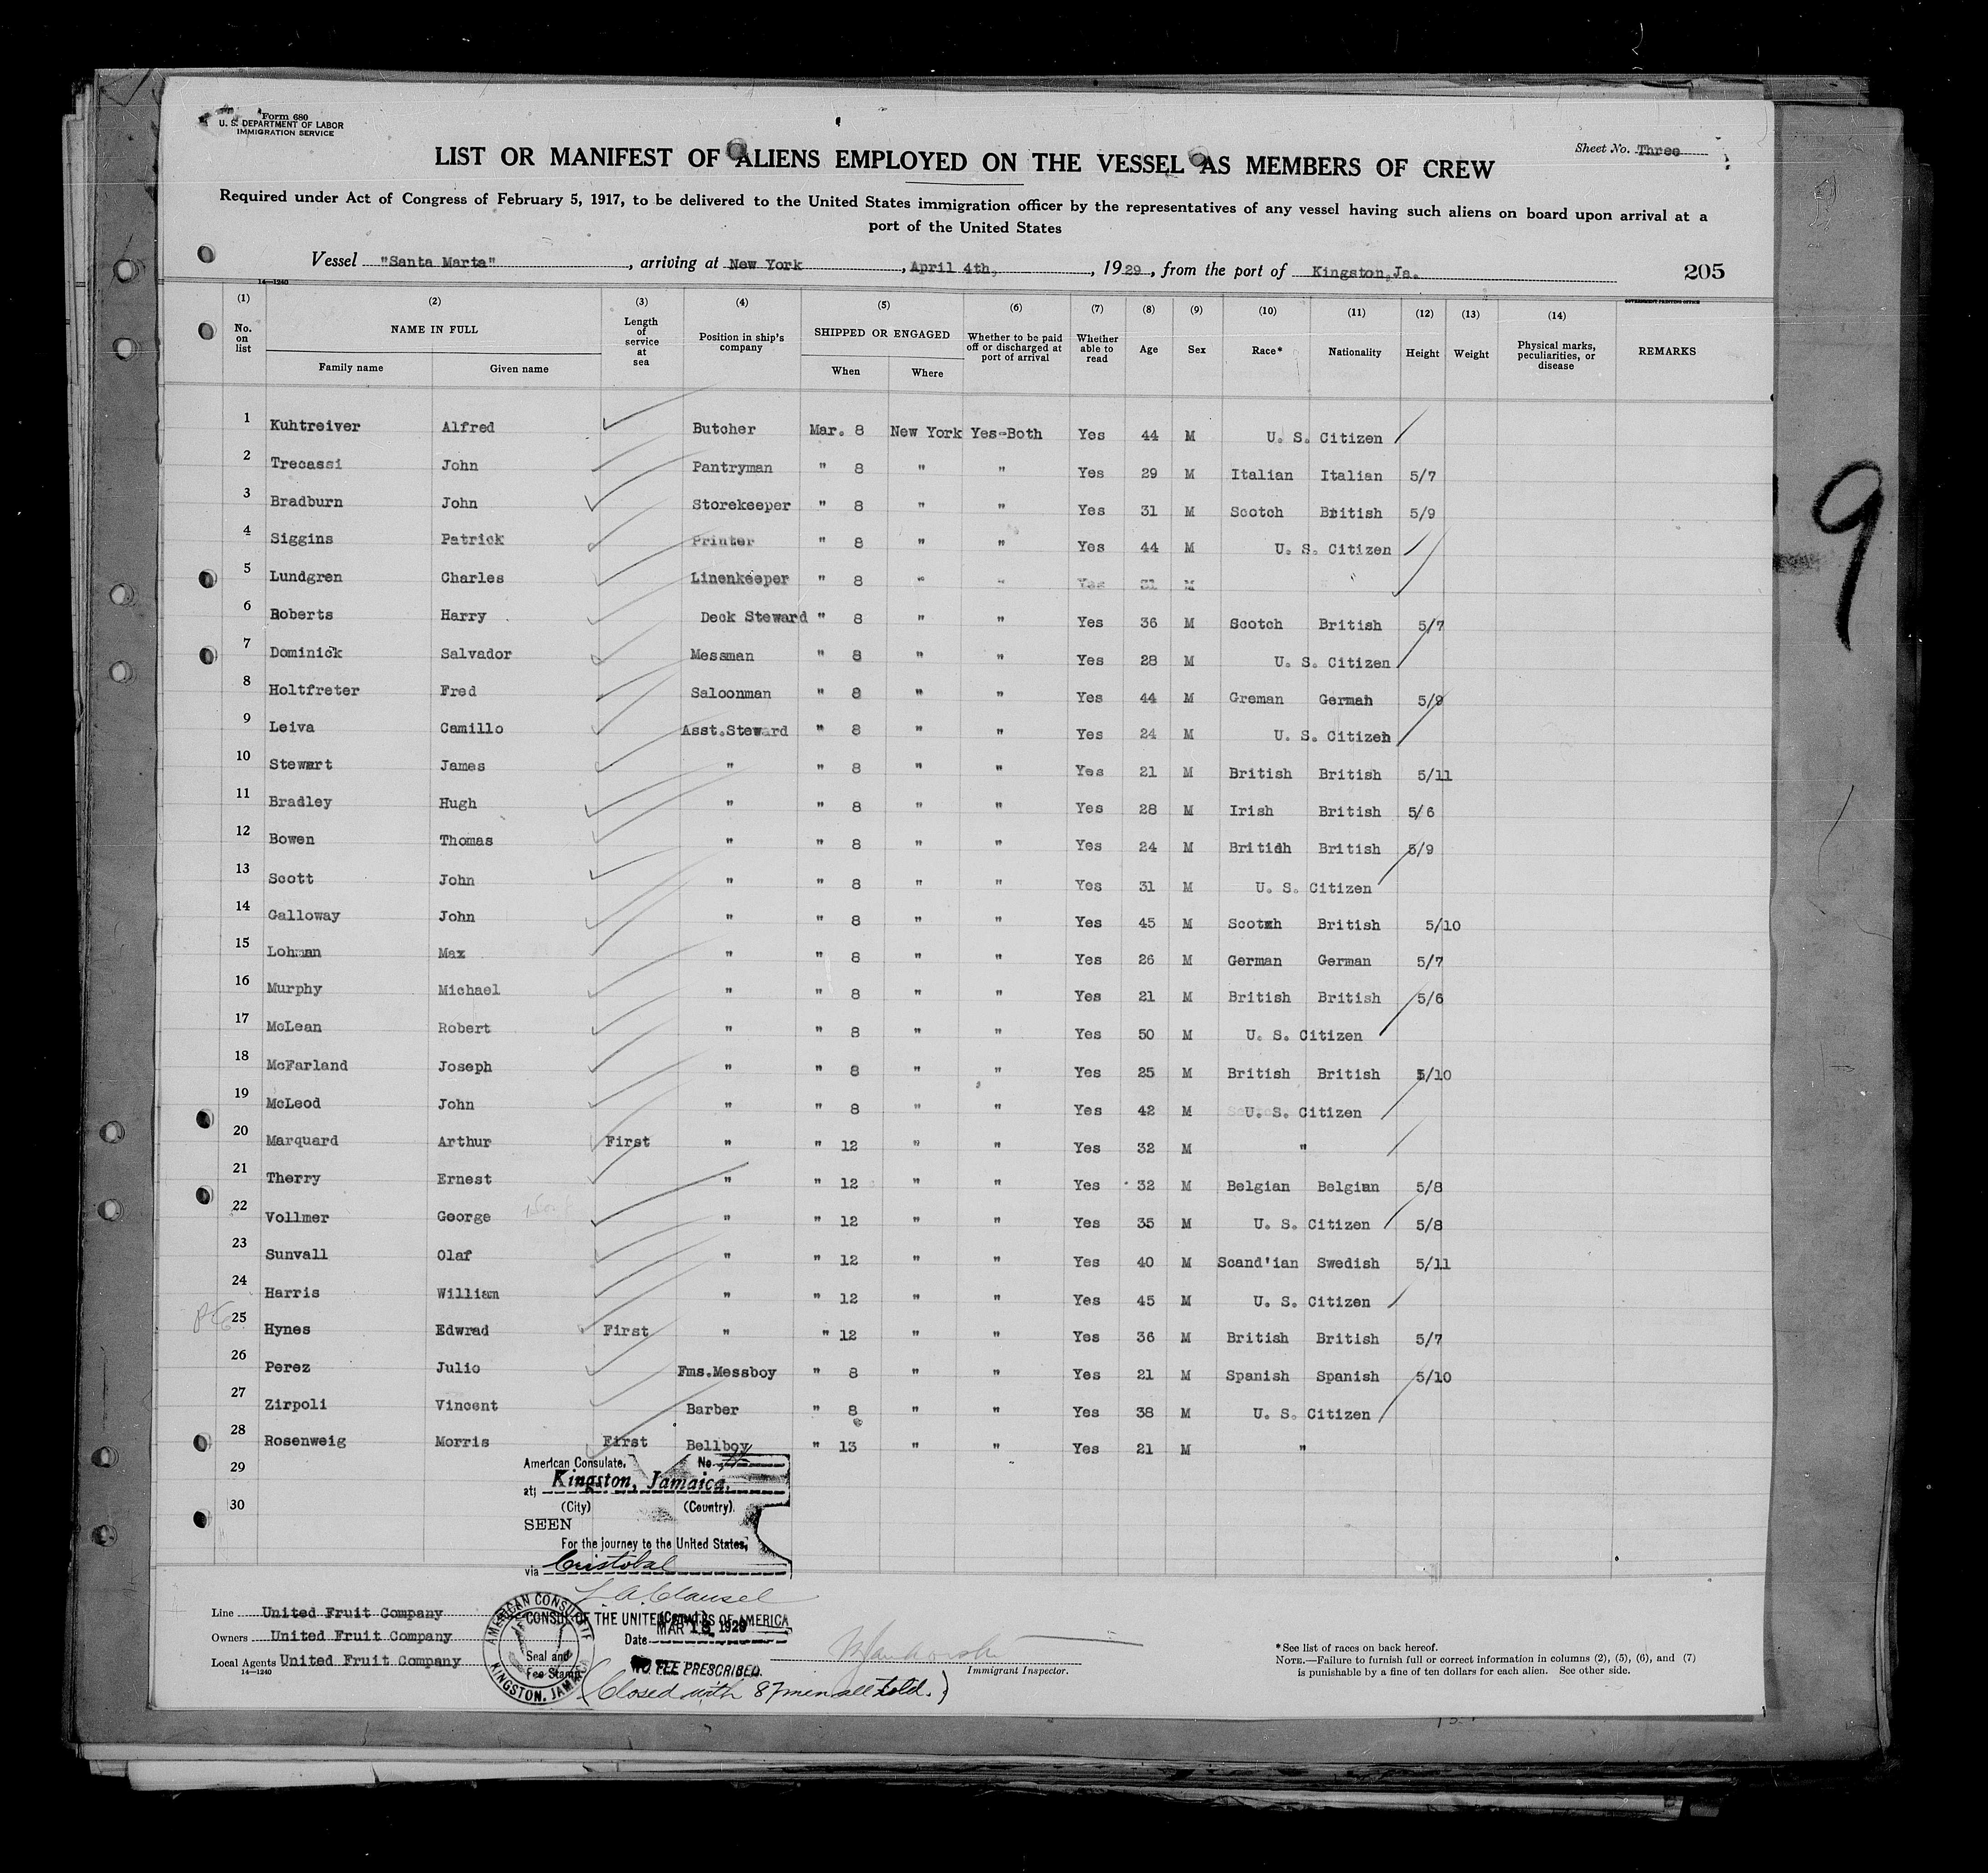 Form 680
U. S. DEPARTMENT OF LABOR
IMMIGRATION SERVICE
Sheet No. Three
LIST OR MANIFEST OF ALIENS EMPLOYED ON THE VESSEL AS MEMBERS OF CREW
Required under Act of Congress of February 5, 1917, to be delivered to the United States immigration officer by the representatives of any vessel having such aliens on board upon arrival at a
port of the United States
Vessel "Santa Marta", arriving at New York, April 4th, 1929, from the port of Kingston, Ja. 205
14—1240 GOVERNMENT PRINTING OFFICE
(1) No. on list (2) NAME IN FULL Family name Given name (3) Length of service at sea (4) Position in ship's company (5) SHIPPED OR ENGAGED When Where (6) Whether to be paid off or discharged at port of arrival (7) Whether able to read (8) Age (9) Sex (10) Race* (11) Nationality (12) Height (13) Weight (14) Physical marks, peculiarities, or disease REMARKS
1 Kuhtreiver Alfred Butcher Mar. 8 New York Yes-Both Yes 44 M U. S. Citizen
2 Trecassi John Pantryman " 8 " " Yes 29 M Italian Italian 5/7
3 Bradburn John Storekeeper " 8 " " Yes 31 M Scotch British 5/9
4 Siggins Patrick Printer " 8 " " Yes 44 M U. S. Citizen
5 Lundgren Charles Linenkeeper " 8 " " Yes 31 M "
6 Roberts Harry Deck Steward " 8 " " Yes 36 M Scotch British 5/7
7 Dominick Salvador Messman " 8 " " Yes 28 M U. S. Citizen
8 Holtfreter Fred Saloonman " 8 " " Yes 44 M Greman German 5/9
9 Leiva Camillo Asst.Steward " 8 " " Yes 24 M U. S. Citizen
10 Stewart James " " 8 " " Yes 21 M British British 5/11
11 Bradley Hugh " " 8 " " Yes 28 M Irish British 5/6
12 Bowen Thomas " " 8 " " Yes 24 M Britidh British 5/9
13 Scott John " " 8 " " Yes 31 M U. S. Citizen
14 Galloway John " " 8 " " Yes 45 M Scotxh British 5/10
15 Lohman Max " " 8 " " Yes 26 M German German 5/7
16 Murphy Michael " " 8 " " Yes 21 M British British 5/6
17 McLean Robert " " 8 " " Yes 50 M U. S. Citizen
18 McFarland Joseph " " 8 " " Yes 25 M British British 5/10
19 McLeod John " " 8 " " Yes 42 M U. S. Citizen
20 Marquard Arthur First " " 12 " " Yes 32 M "
21 Therry Ernest " " 12 " " Yes 32 M Belgian Belgian 5/8
22 Vollmer George " " 12 " " Yes 35 M U. S. Citizen 5/8
23 Sunvall Olaf " " 12 " " Yes 40 M Scand'ian Swedish 5/11
24 Harris William " " 12 " " Yes 45 M U. S. Citizen
25 Hynes Edwrad First " " 12 " " Yes 36 M British British 5/7
26 Perez Julio Fms.Messboy " 8 " " Yes 21 M Spanish Spanish 5/10
27 Zirpoli Vincent Barber " 8 " " Yes 38 M U. S. Citizen
28 Rosenweig Morris First Bellboy " 13 " " Yes 21 M "
29
30
9
American Consulate, No.
at; Kingston, Jamaica.
(City) (Country)
SEEN
For the journey to the United States,
via Cristobal
CONSUL OF THE UNITED STATES OF AMERICA
Date MAR 18 1929
NO FEE PRESCRIBED.
AMERICAN CONSULATE KINGSTON, JAMAICA
Seal and
Fee Stamp
(Closed with 87 men all told.)
Line United Fruit Company
Owners United Fruit Company
Local Agents United Fruit Company
14—1240
Immigrant Inspector.
*See list of races on back hereof.
NOTE.—Failure to furnish full or correct information in columns (2), (5), (6), and (7)
is punishable by a fine of ten dollars for each alien. See other side.